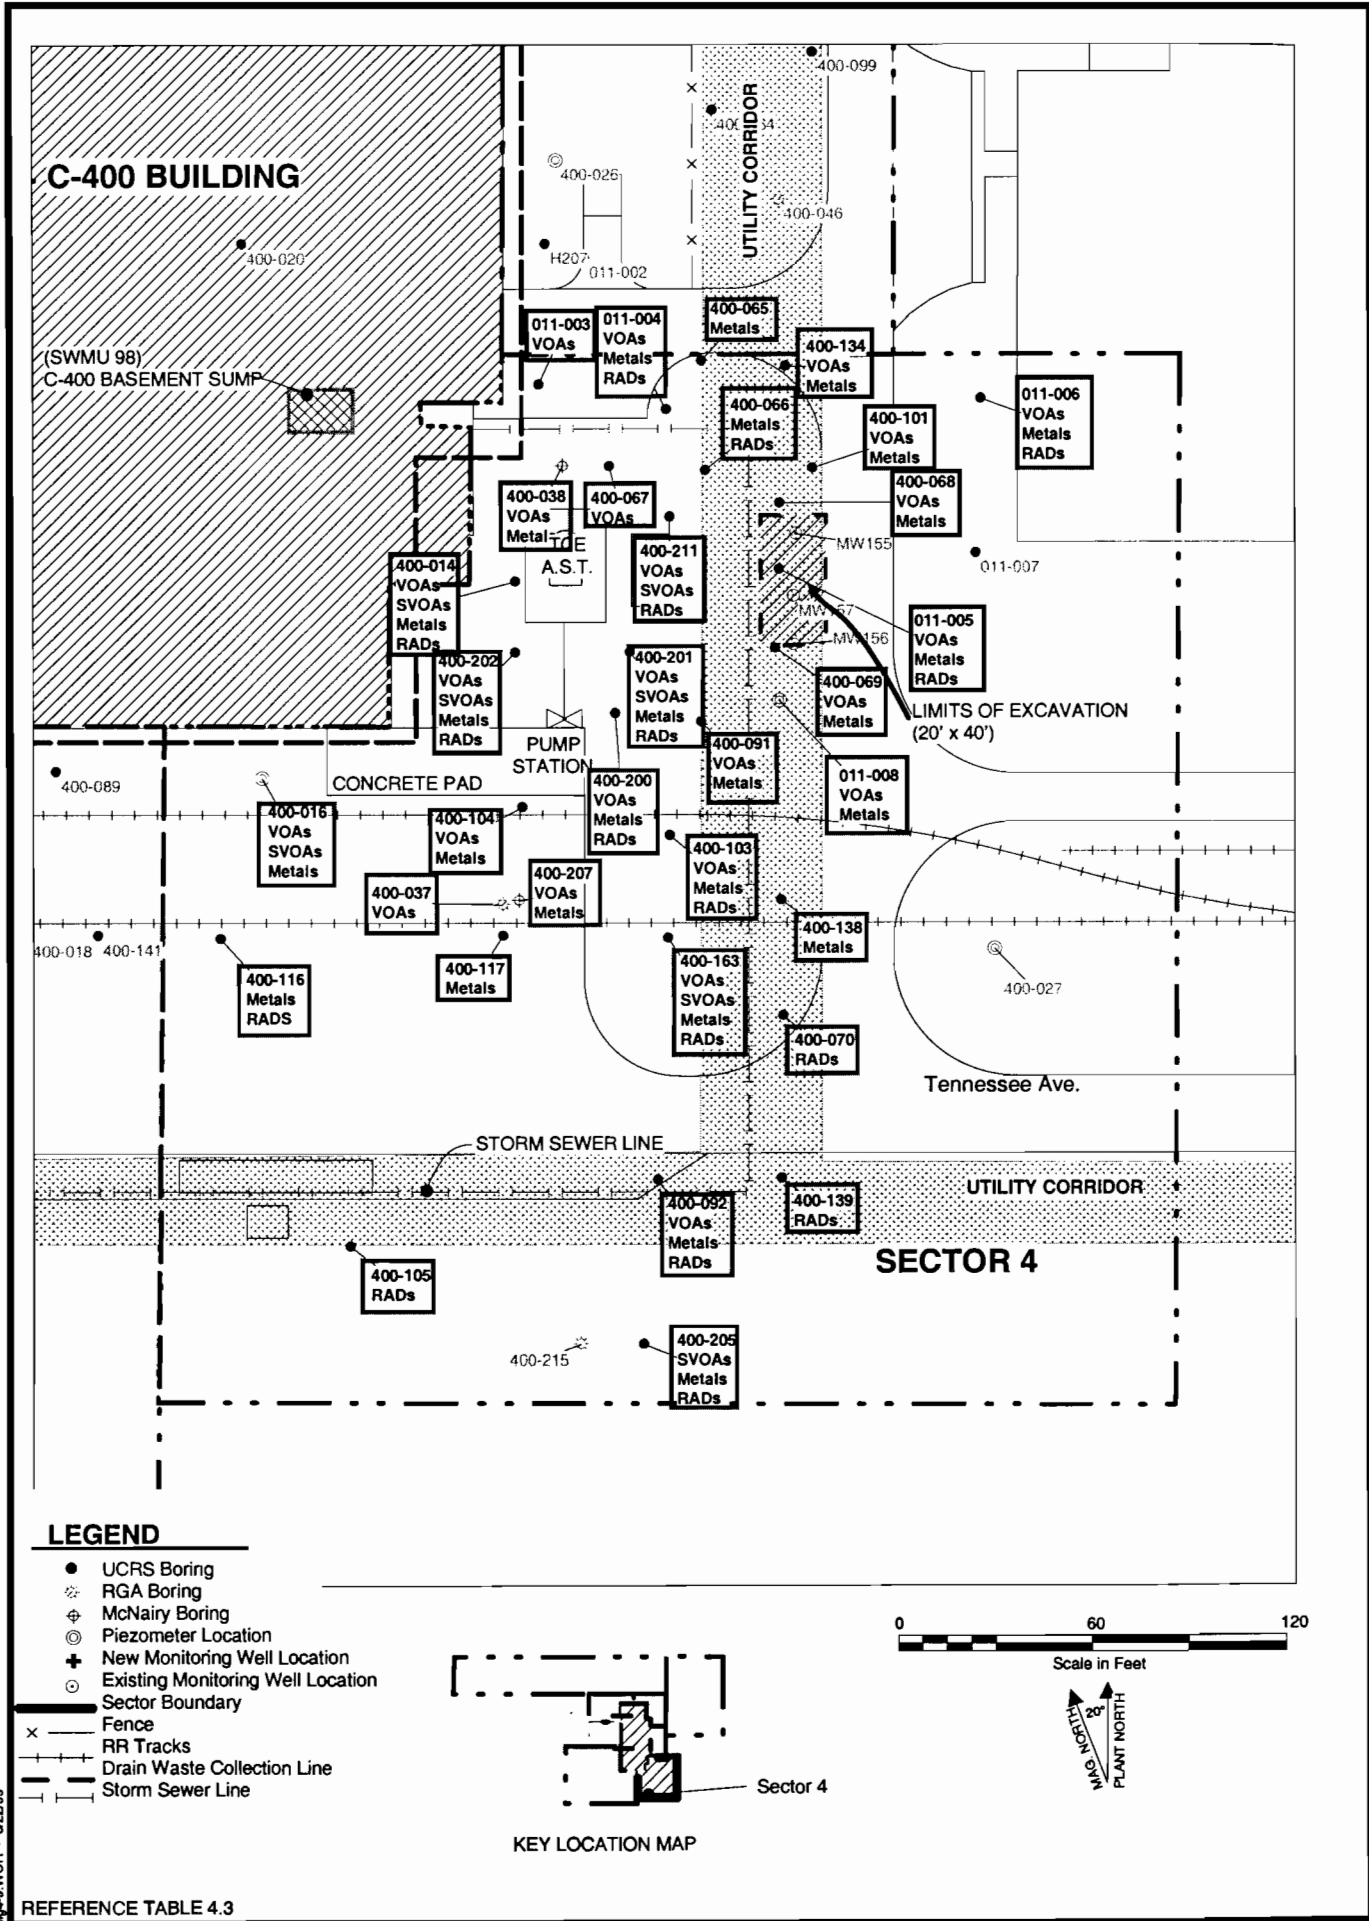 400-099
UTILITY CORRIDOR
C-400 BUILDING
400-026
400-046
400-020
H207
011-002
400-065
Metals
011-003
VOAs
011-004
VOAs
Metals
RADs
400-134
VOAs
Metals
(SWMU 98)
C-400 BASEMENT SUMP
400-066
Metals
RADs
011-006
VOAs
Metals
RADs
400-101
VOAs
Metals
400-068
VOAs
Metals
400-038
VOAs
Metal
400-067
VOAs
TCE
A.S.T.
MW155
400-211
VOAs
SVOAs
RADs
011-007
400-014
VOAs
SVOAs
Metals
RADs
MW157
011-005
VOAs
Metals
RADs
MW156
400-202
VOAs
SVOAs
Metals
RADs
400-201
VOAs
SVOAs
Metals
RADs
400-069
VOAs
Metals
LIMITS OF EXCAVATION
(20' x 40')
PUMP
STATION
400-091
VOAs
Metals
011-008
VOAs
Metals
400-089
CONCRETE PAD
400-200
VOAs
Metals
RADs
400-016
VOAs
SVOAs
Metals
400-104
VOAs
Metals
400-103
VOAs
Metals
RADs
400-037
VOAs
400-207
VOAs
Metals
400-138
Metals
400-018
400-141
400-116
Metals
RADS
400-117
Metals
400-163
VOAs
SVOAs
Metals
RADs
400-027
400-070
RADs
Tennessee Ave.
STORM SEWER LINE
UTILITY CORRIDOR
400-092
VOAs
Metals
RADs
400-139
RADs
SECTOR 4
400-105
RADs
400-215
400-205
SVOAs
Metals
RADs
LEGEND
UCRS Boring
RGA Boring
McNairy Boring
Piezometer Location
New Monitoring Well Location
Existing Monitoring Well Location
Sector Boundary
Fence
RR Tracks
Drain Waste Collection Line
Storm Sewer Line
0 60 120
Scale in Feet
MAG. NORTH
20°
PLANT NORTH
Sector 4
KEY LOCATION MAP
REFERENCE TABLE 4.3